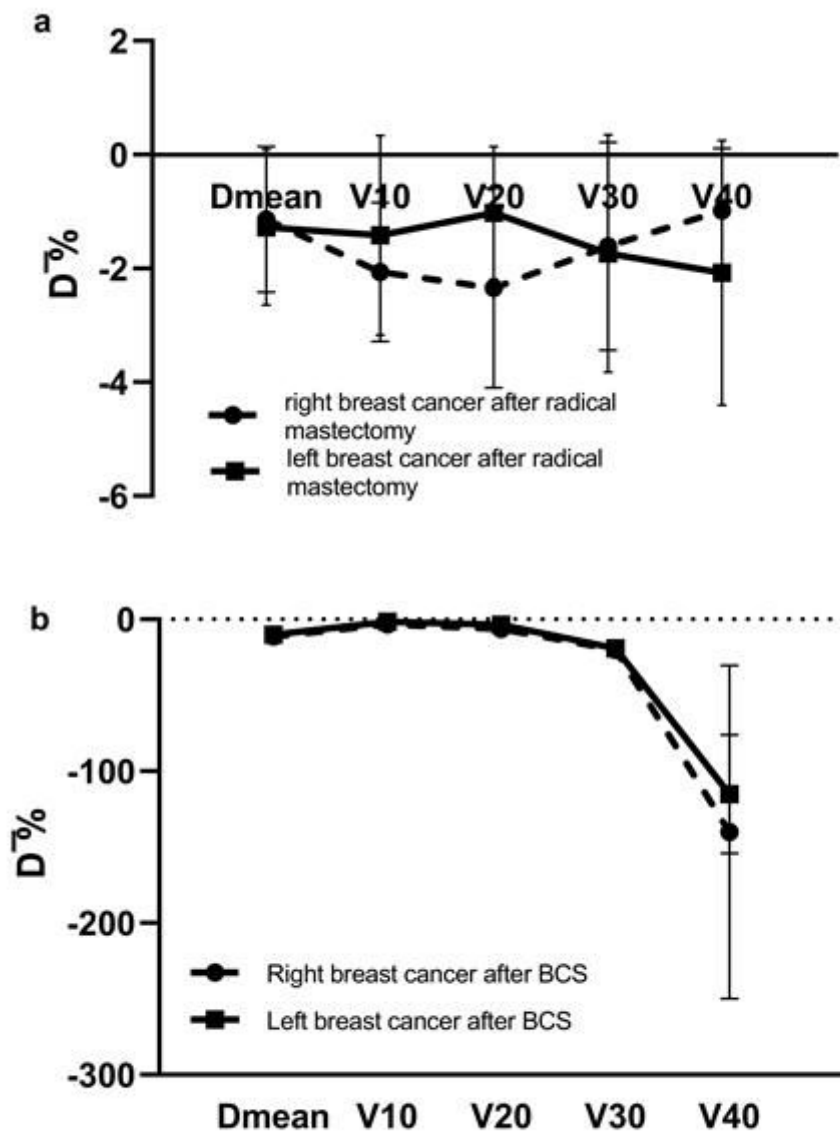 a
2
0
Dmean V10 V20 V30 V40
D̅%
-2
-4
right breast cancer after radical
mastectomy
left breast cancer after radical
mastectomy
-6
b
0
-100
D̅%
-200
Right breast cancer after BCS
Left breast cancer after BCS
-300
Dmean V10 V20 V30 V40